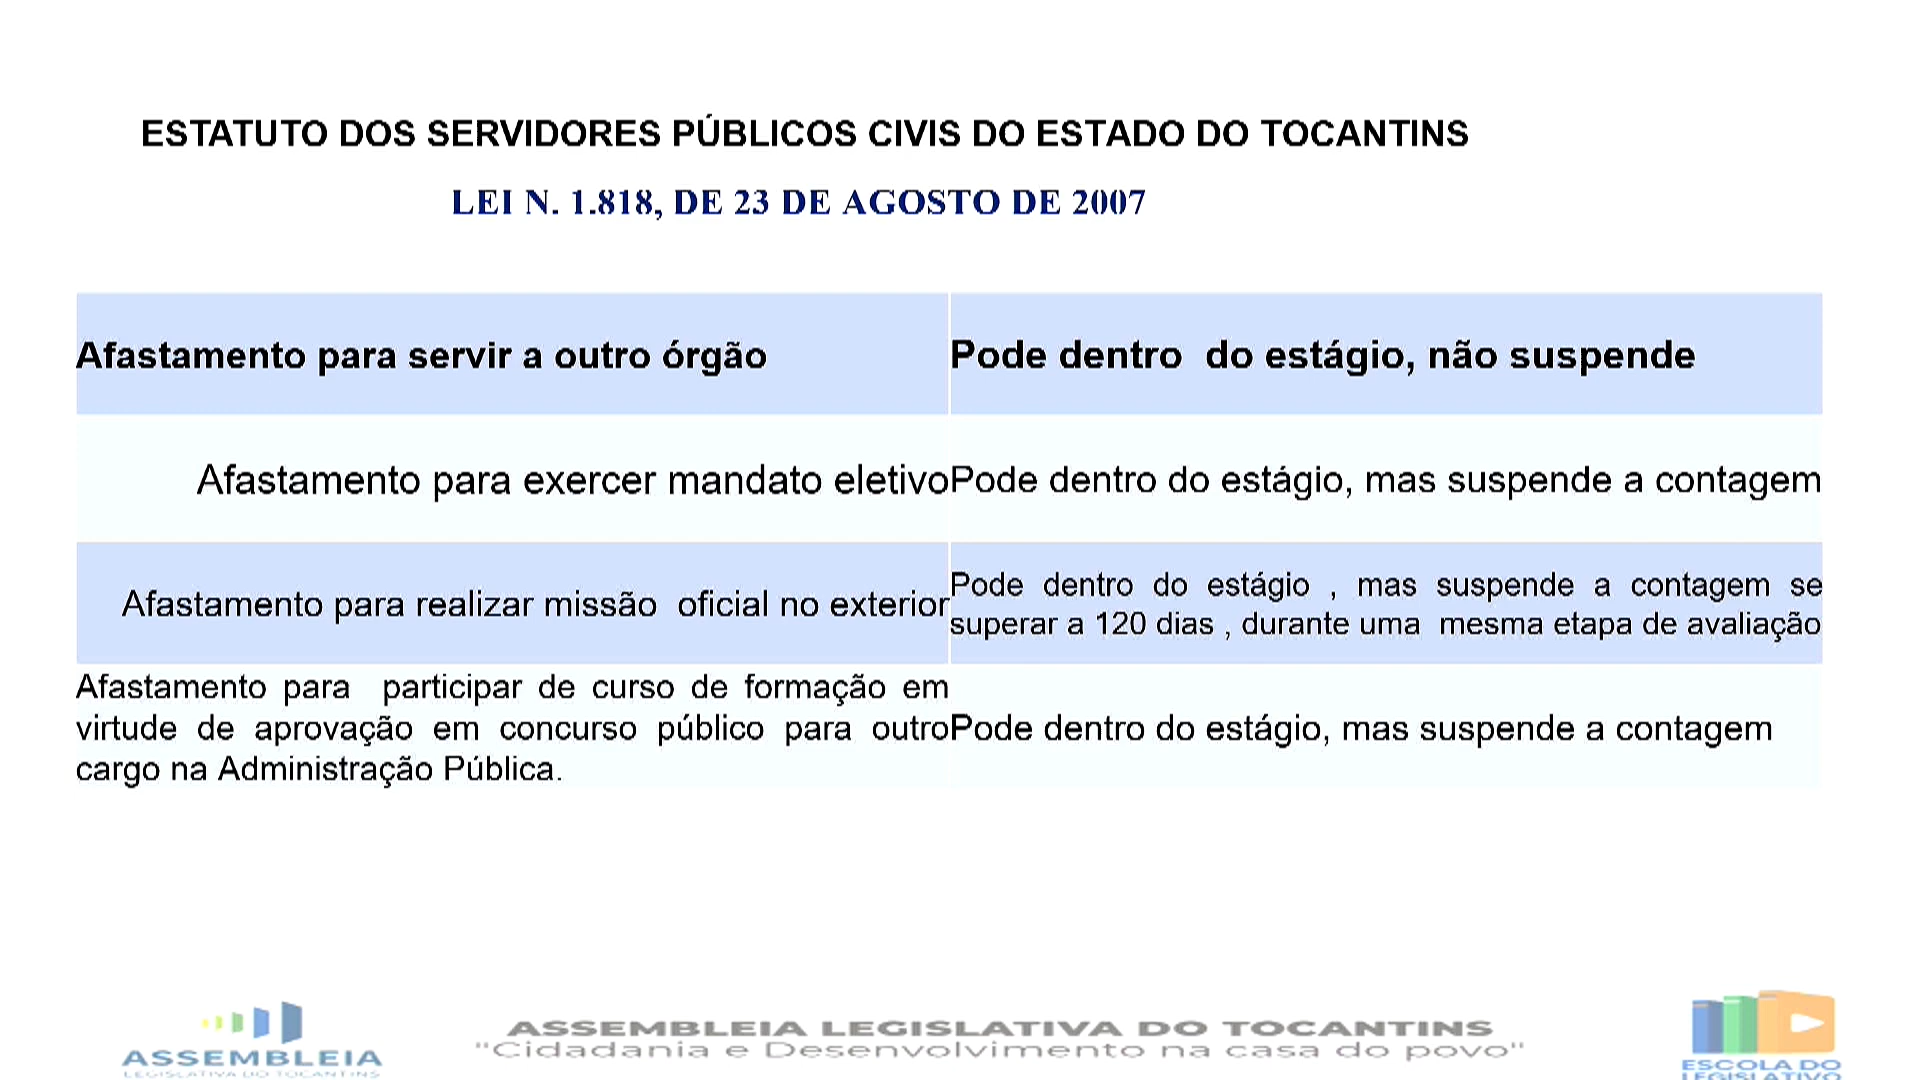 ESTATUTO DOS SERVIDORES PÚBLICOS CIVIS DO ESTADO DO TOCANTINS
LEI N. 1.818, DE 23 DE AGOSTO DE 2007
Afastamento para servir a outro órgão
Pode dentro do estágio, não suspende
Afastamento para exercer mandato eletivo
Pode dentro do estágio, mas suspende a contagem
Afastamento para realizar missão oficial no exterior
Pode dentro do estágio , mas suspende a contagem se
superar a 120 dias , durante uma mesma etapa de avaliação
Afastamento para participar de curso de formação em
virtude de aprovação em concurso público para outro
cargo na Administração Pública.
Pode dentro do estágio, mas suspende a contagem
ASSEMBLEIA
LEGISLATIVA DO TOCANTINS
ASSEMBLEIA LEGISLATIVA DO TOCANTINS
"Cidadania e Desenvolvimento na casa do povo"
ESCOLA DO
LEGISLATIVO